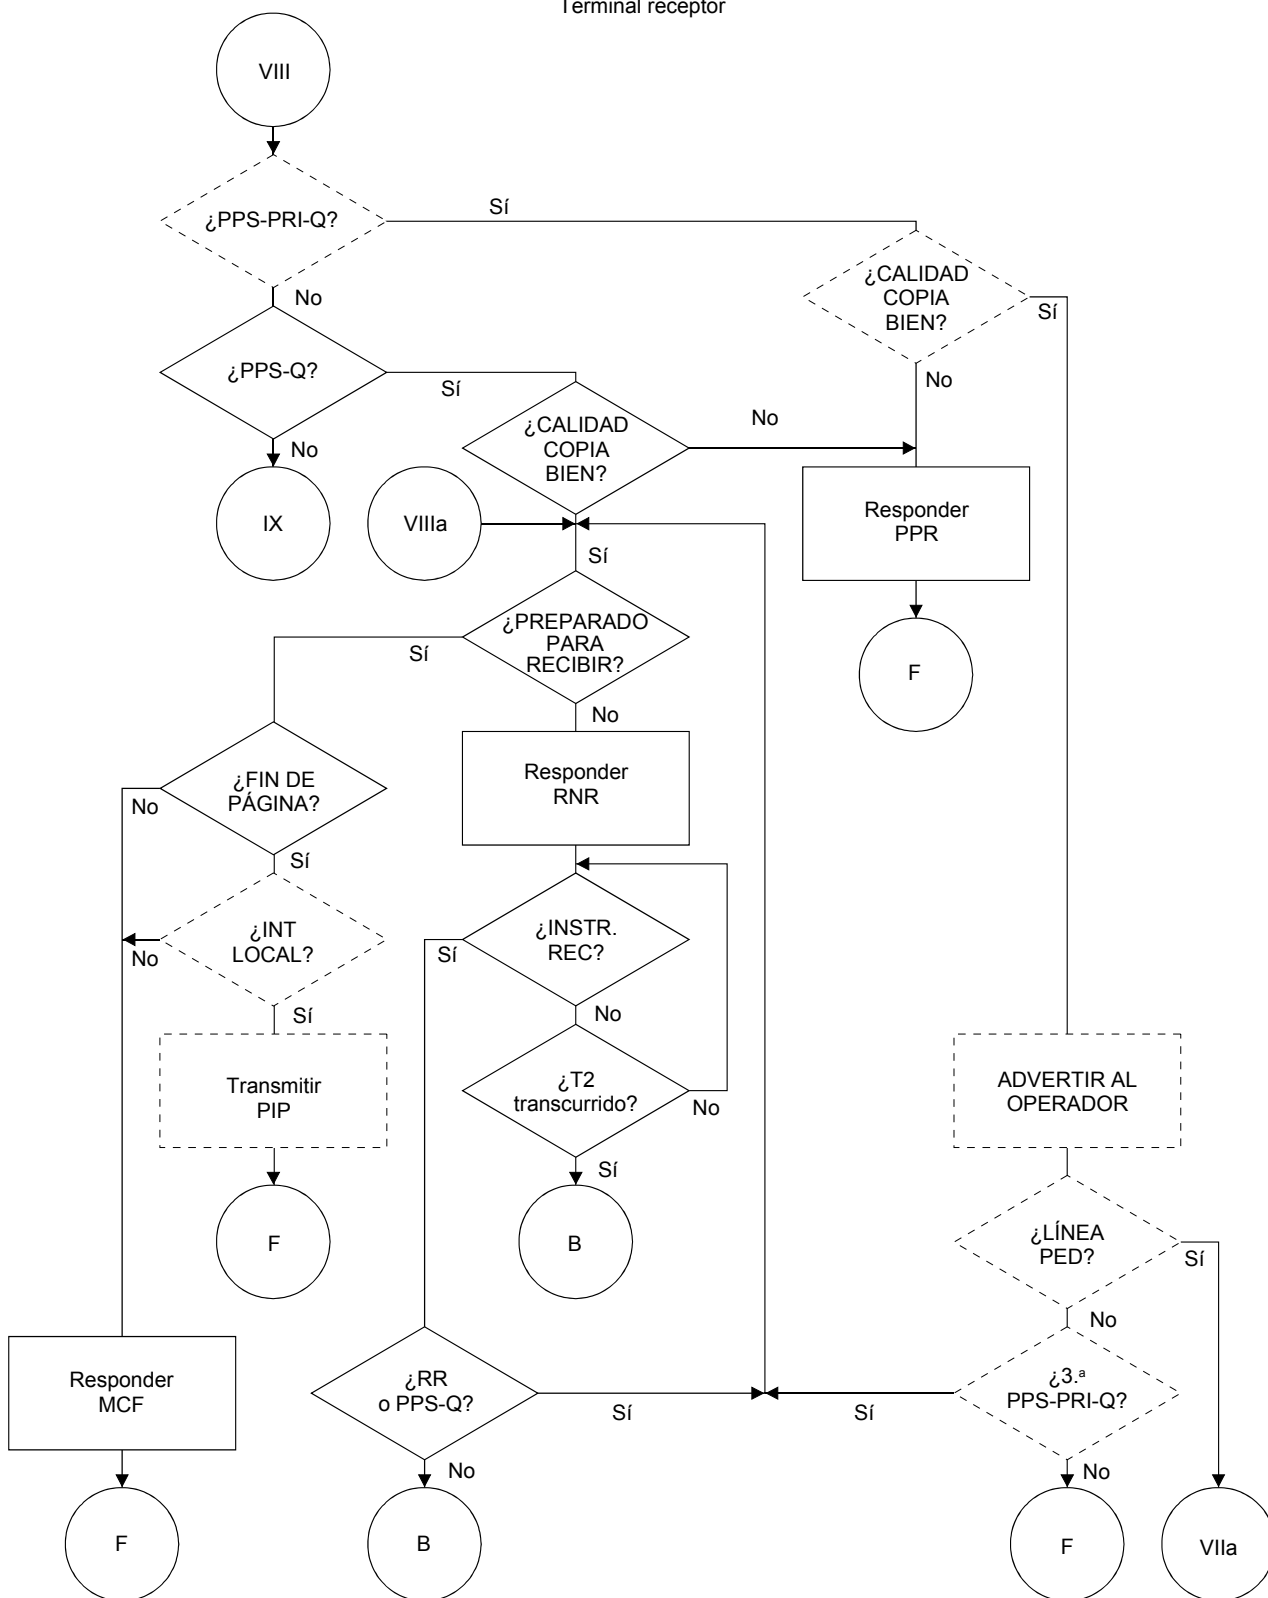 Terminal receptor
VIII
¿PPS-PRI-Q?
Sí
No
¿CALIDAD
COPIA
BIEN?
Sí
No
¿PPS-Q?
Sí
No
¿CALIDAD
COPIA
BIEN?
No
Sí
IX
VIIIa
Responder
PPR
F
¿PREPARADO
PARA
RECIBIR?
Sí
No
¿FIN DE
PÁGINA?
No
Sí
Responder
RNR
¿INT
LOCAL?
No
Sí
¿INSTR.
REC?
Sí
No
Transmitir
PIP
¿T2
transcurrido?
No
Sí
ADVERTIR AL
OPERADOR
F
B
¿LÍNEA
PED?
Sí
No
Responder
MCF
¿RR
o PPS-Q?
Sí
No
¿3.ª
PPS-PRI-Q?
Sí
No
F
B
F
VIIa